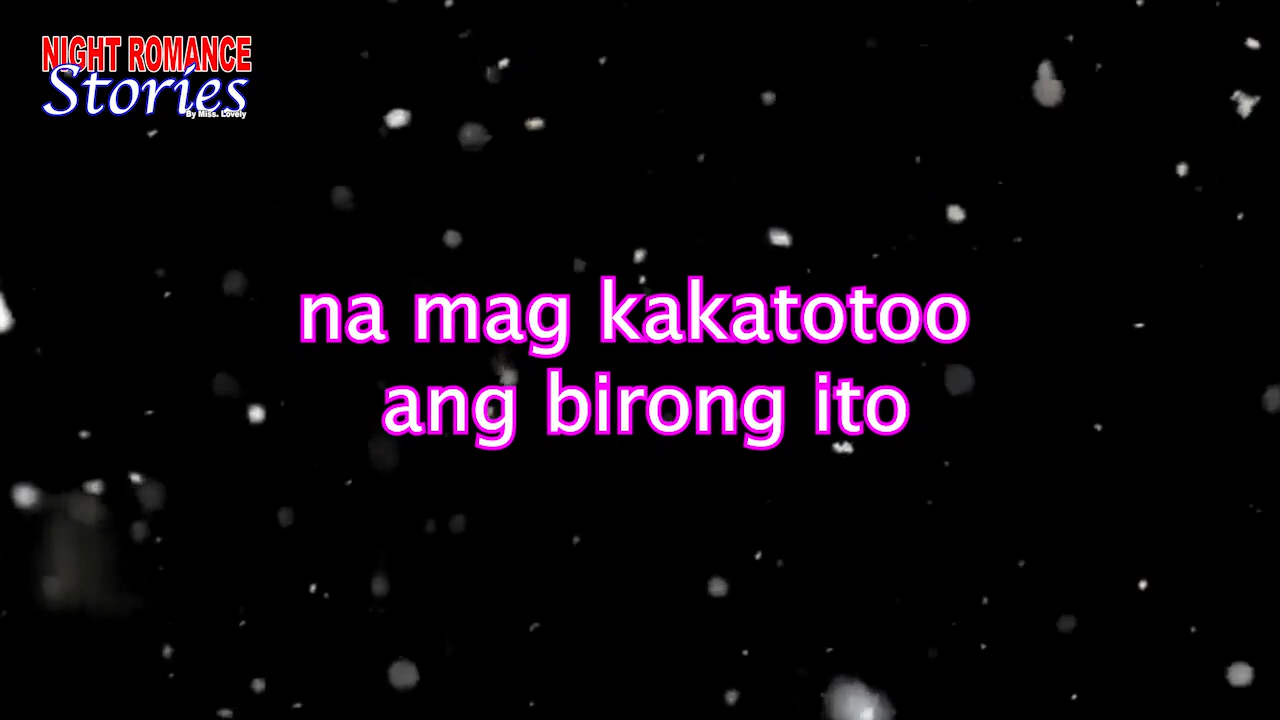 NIGHT ROMANCE
Stories
By Miss. Lovely
na mag kakatotoo
ang birong ito